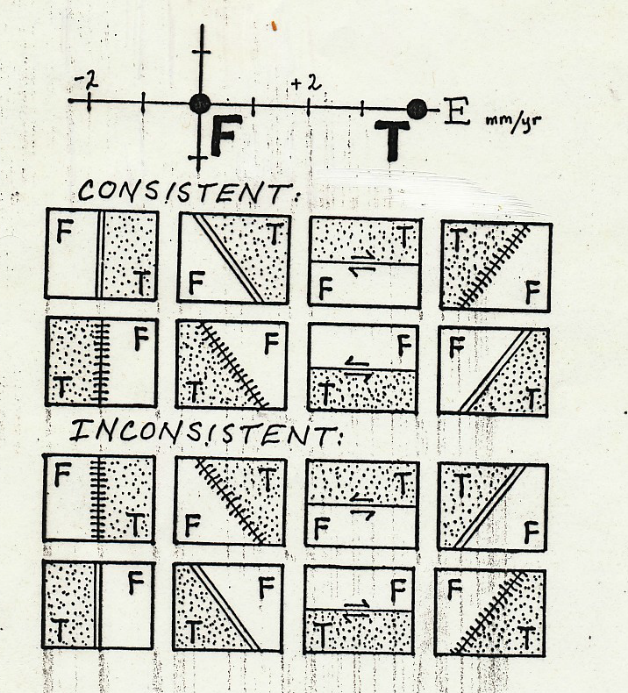 -2 +2
E mm/yr
F T
CONSISTENT:
F T T T
T F F F
F F F F
T T T T
INCONSISTENT:
F T T T
T F F F
F F F F
T T T T